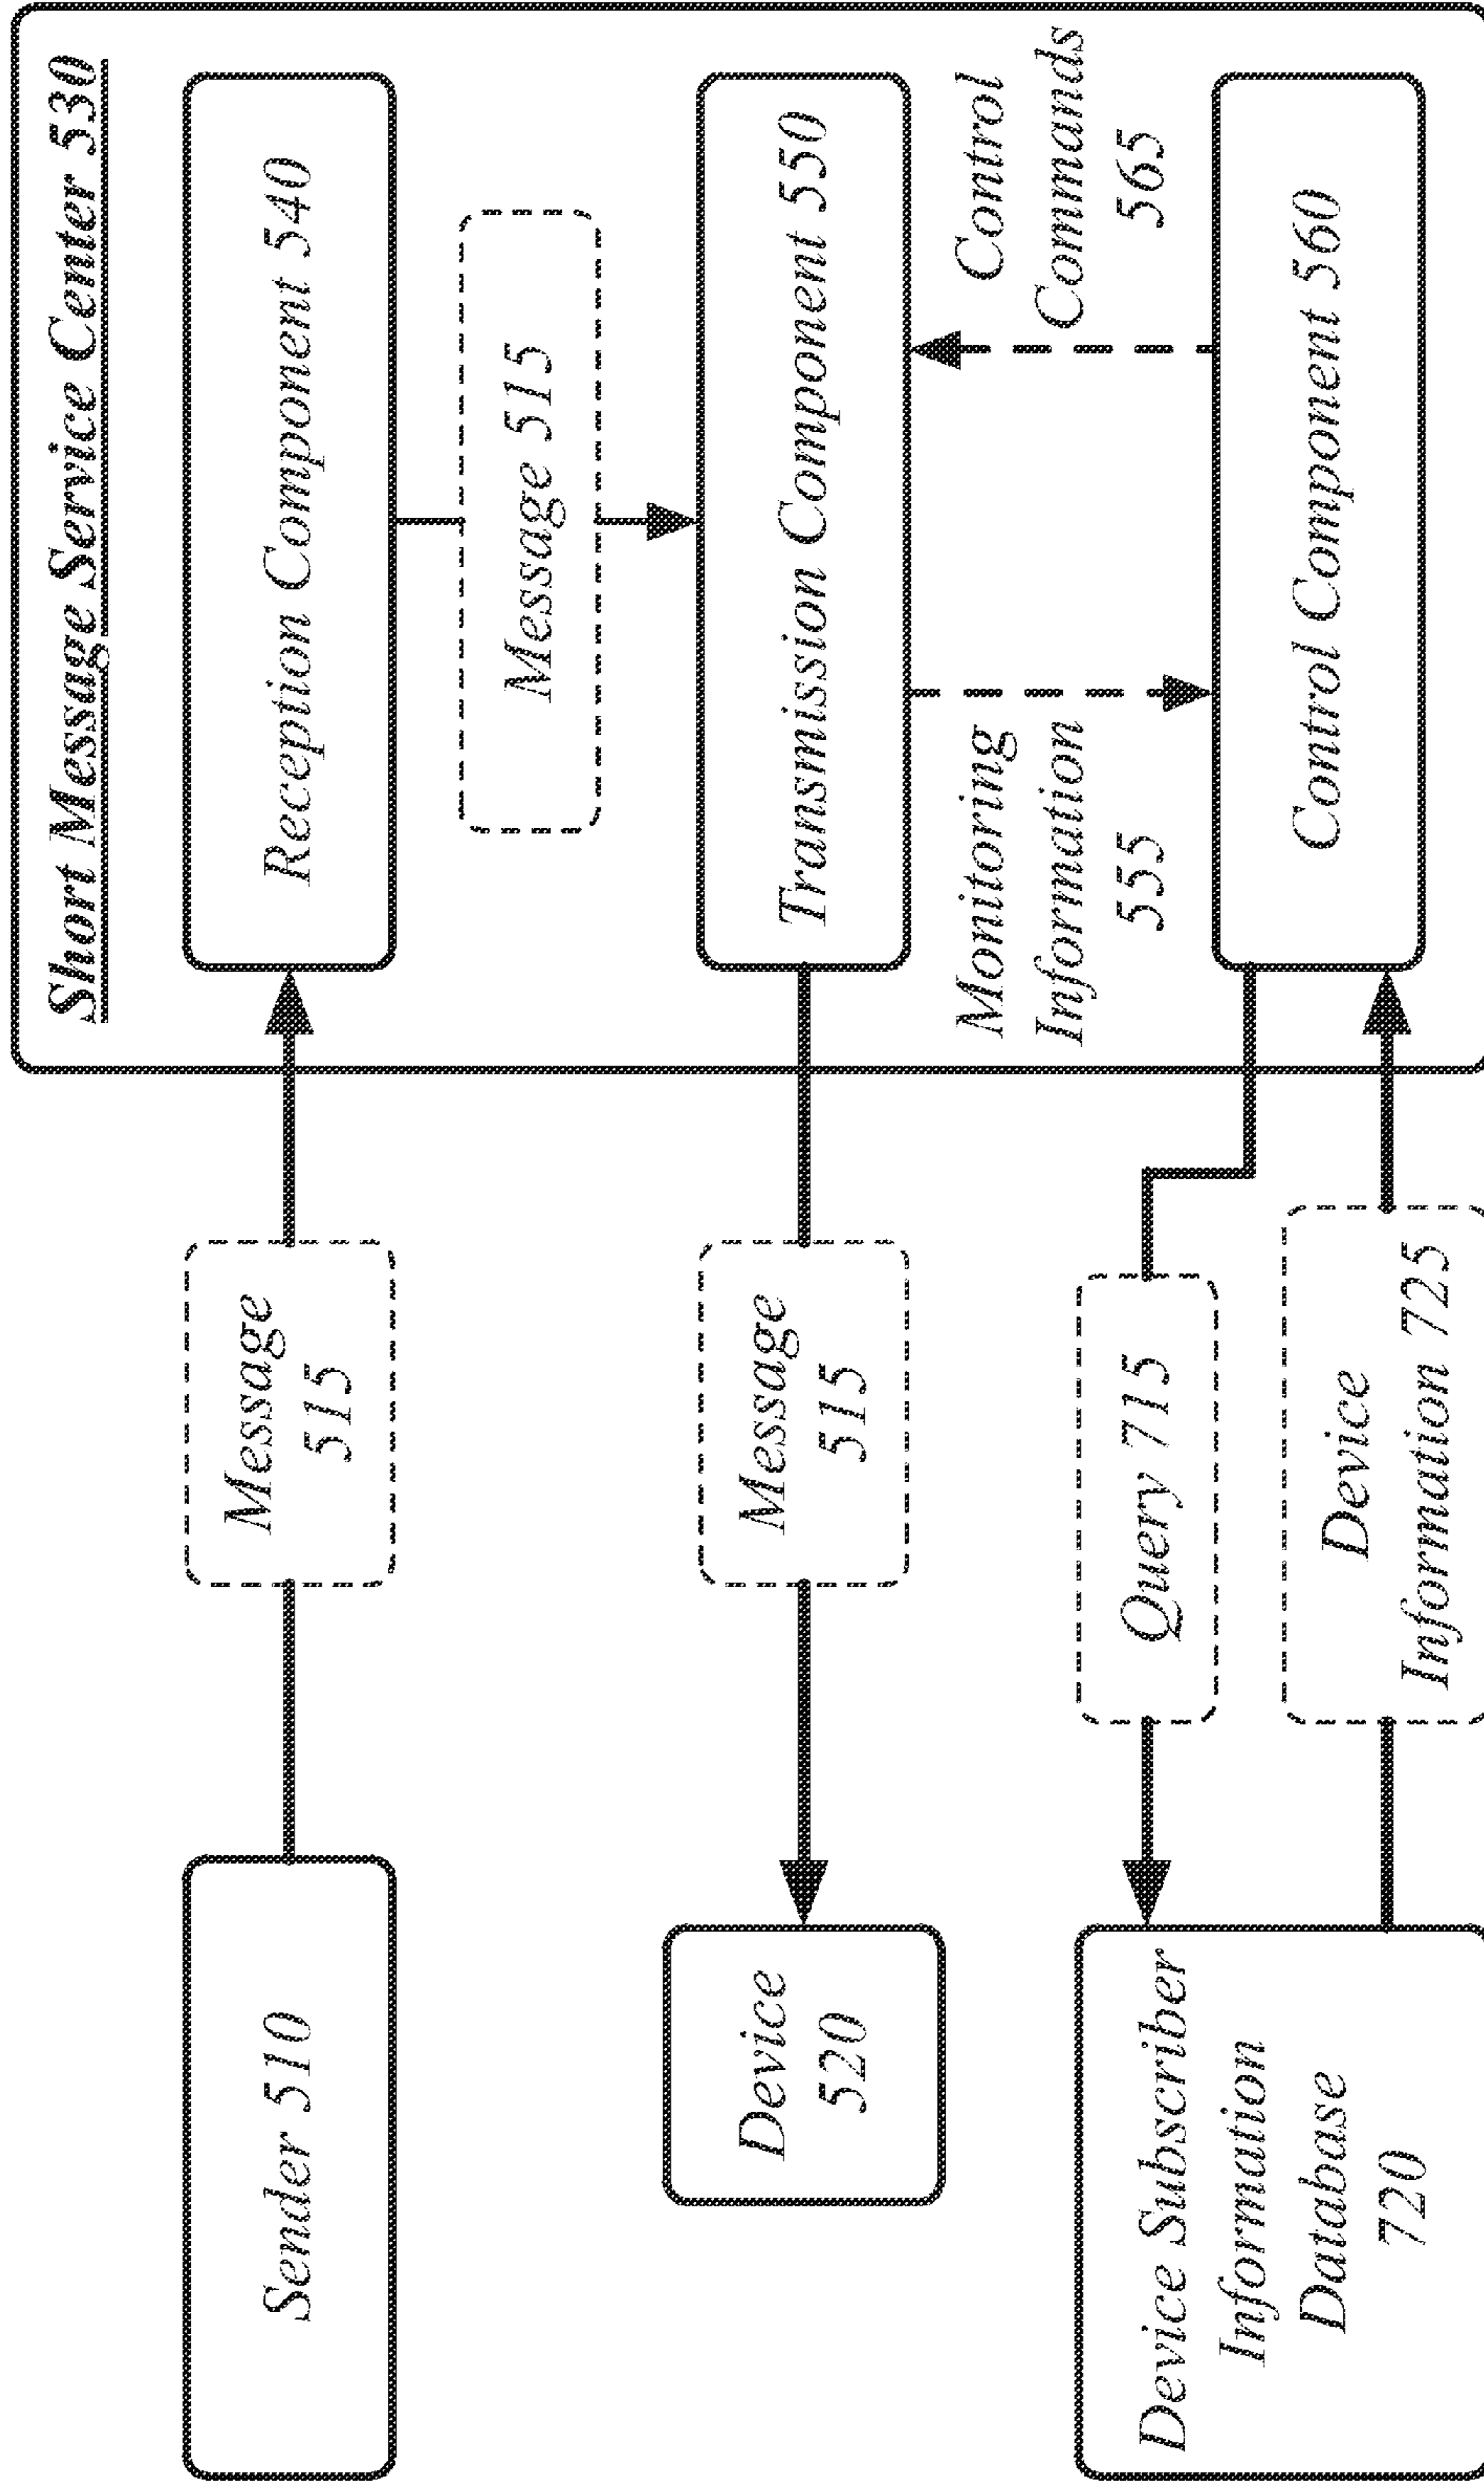 Short Message Service Center 530
Sender 510
Message
515
Reception Component 540
Message 515
Device
520
Message
515
Transmission Component 550
Monitoring
Information
555
Control
Commands
565
Device Subscriber
Information
Database
720
Query 715
Device
Information 725
Control Component 560